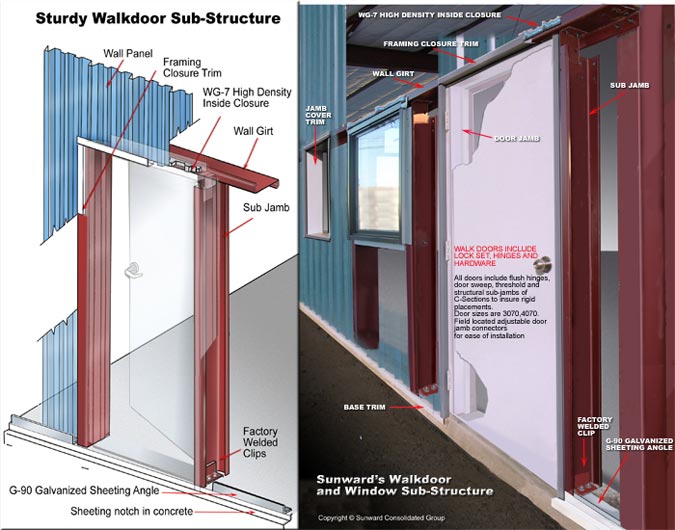 Sturdy Walkdoor Sub-Structure
Wall Panel
Framing
Closure Trim
WG-7 High Density
Inside Closure
Wall Girt
Sub Jamb
Factory
Welded
Clips
G-90 Galvanized Sheeting Angle
Sheeting notch in concrete
WG-7 HIGH DENSITY INSIDE CLOSURE
FRAMING CLOSURE TRIM
WALL GIRT
SUB JAMB
JAMB
COVER
TRIM
DOOR JAMB
WALK DOORS INCLUDE
LOCK SET, HINGES AND
HARDWARE
All doors include flush hinges,
door sweep, threshold and
structural sub-jambs of
C-Sections to insure rigid
placements.
Door sizes are 3070,4070.
Field located adjustable door
jamb connectors
for ease of installation
BASE TRIM
FACTORY
WELDED
CLIP
G-90 GALVANIZED
SHEETING ANGLE
Sunward's Walkdoor
and Window Sub-Structure
Copyright © Sunward Consolidated Group